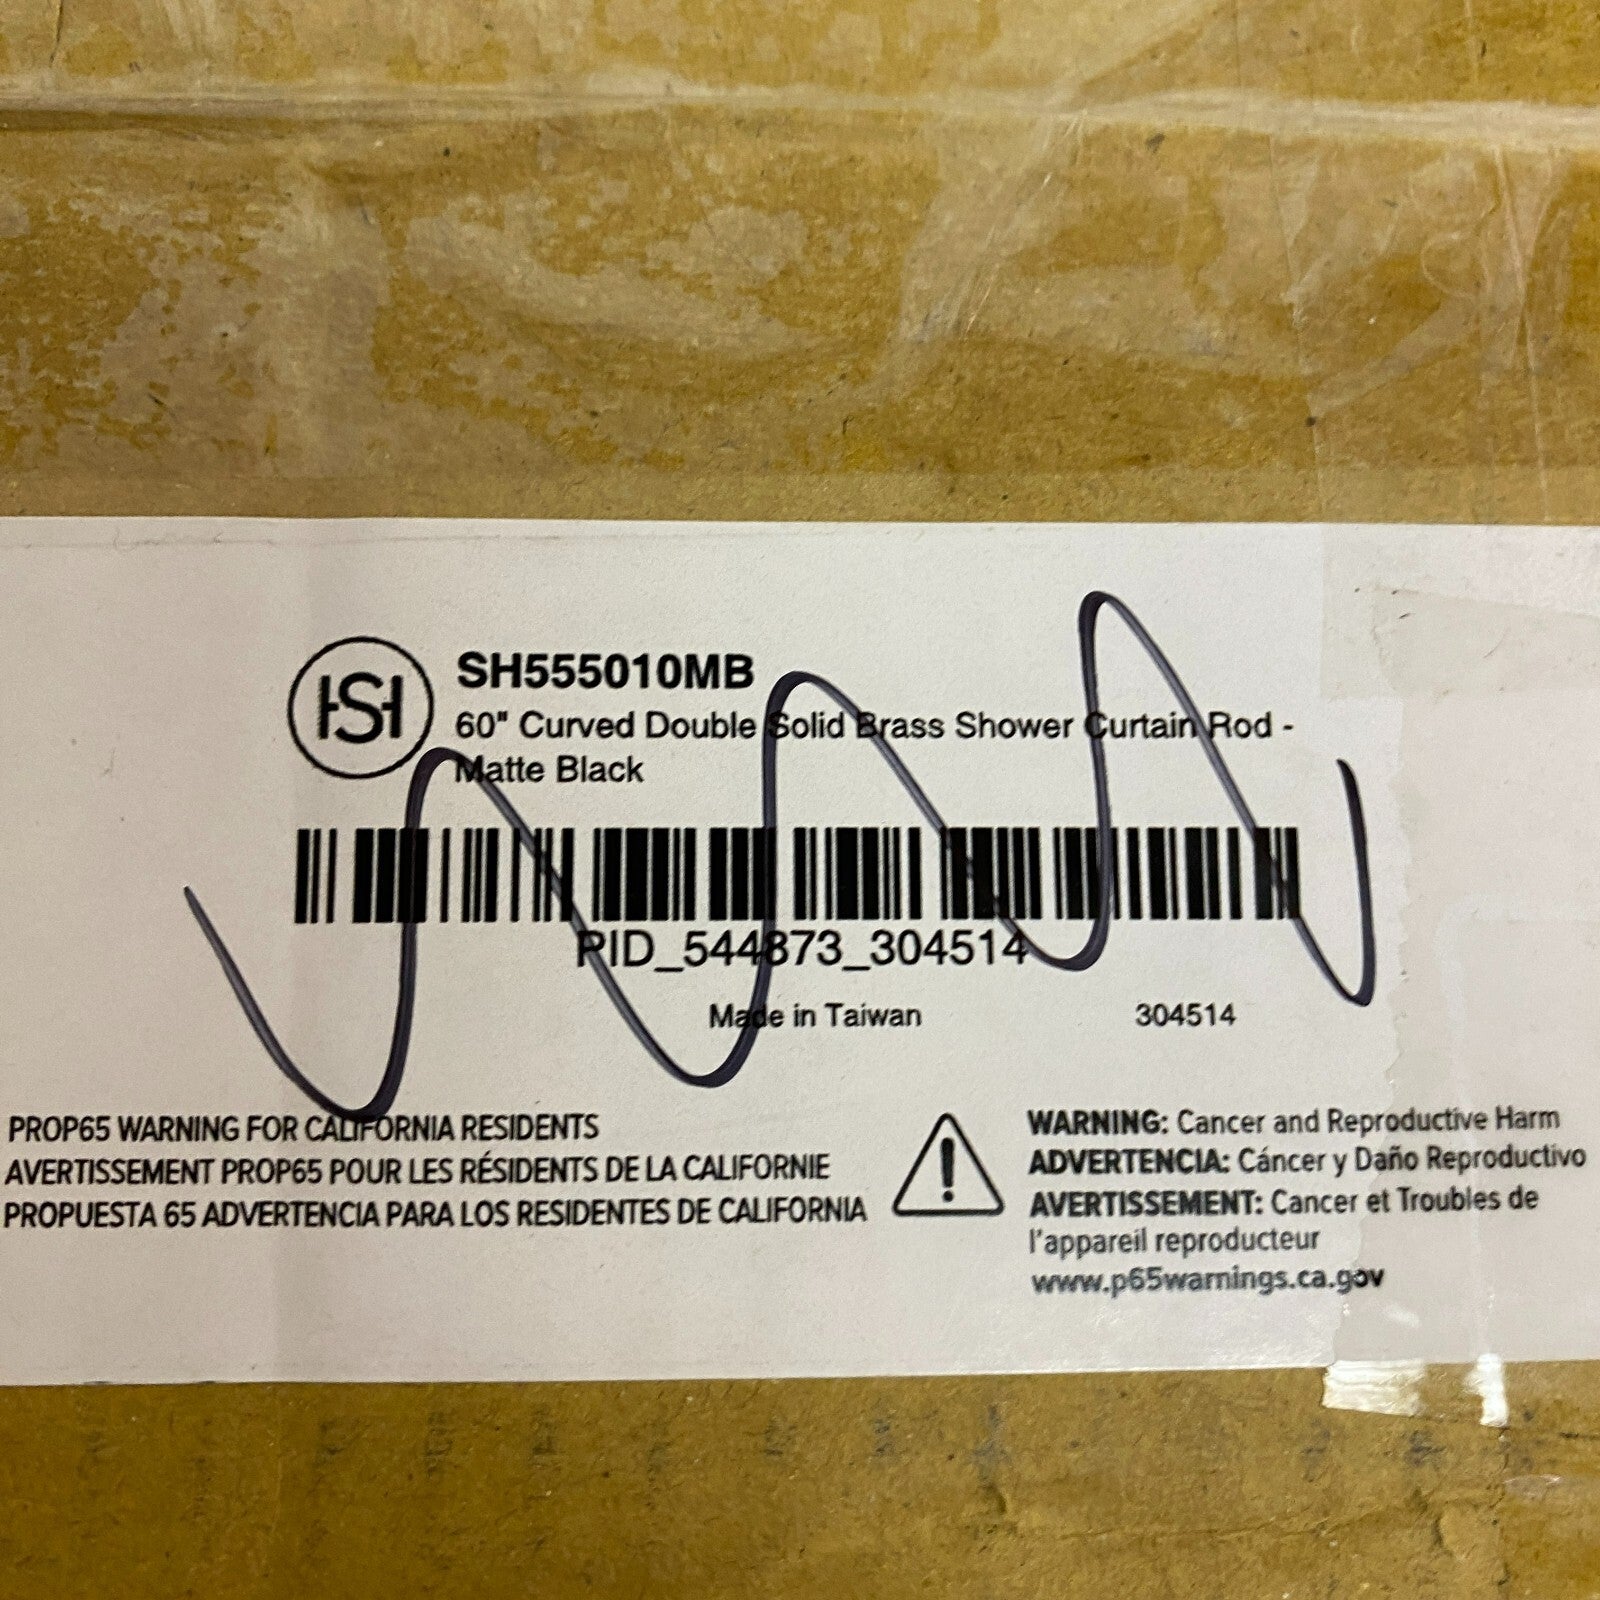 HSH
SH555010MB
60" Curved Double Solid Brass Shower Curtain Rod -
Matte Black
PID_544873_304514
Made in Taiwan 304514
PROP65 WARNING FOR CALIFORNIA RESIDENTS
AVERTISSEMENT PROP65 POUR LES RÉSIDENTS DE LA CALIFORNIE
PROPUESTA 65 ADVERTENCIA PARA LOS RESIDENTES DE CALIFORNIA
WARNING: Cancer and Reproductive Harm
ADVERTENCIA: Cáncer y Daño Reproductivo
AVERTISSEMENT: Cancer et Troubles de
l'appareil reproducteur
www.p65warnings.ca.gov